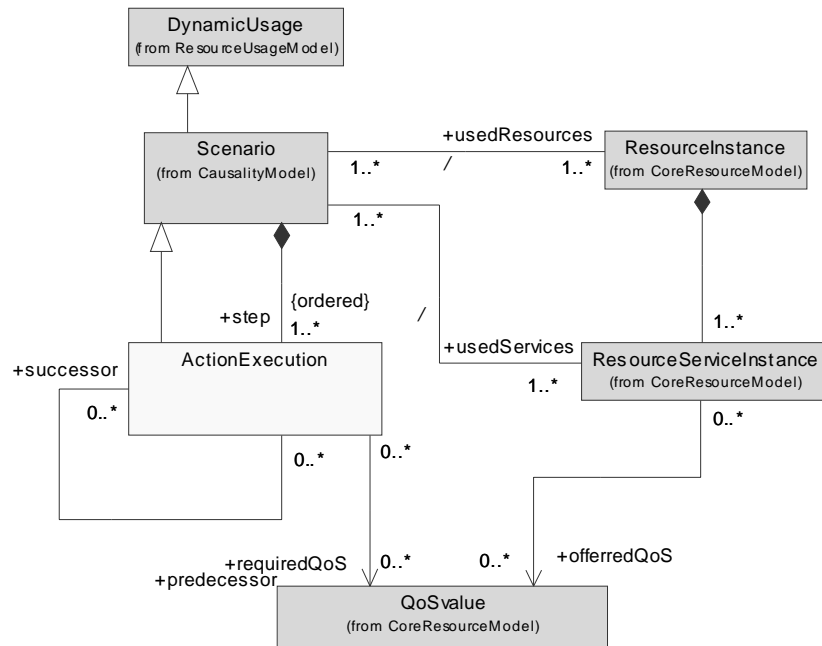 DynamicUsage
(from ResourceUsageModel)
Scenario
(from CausalityModel)
+usedResources
ResourceInstance
(from CoreResourceModel)
1..*
/
1..*
1..*
+step
{ordered}
1..*
/
1..*
+usedServices
1..*
ResourceServiceInstance
(from CoreResourceModel)
ActionExecution
+successor
0..*
0..*
0..*
0..*
+requiredQoS
0..*
0..*
+offerredQoS
+predecessor
QoSvalue
(from CoreResourceModel)